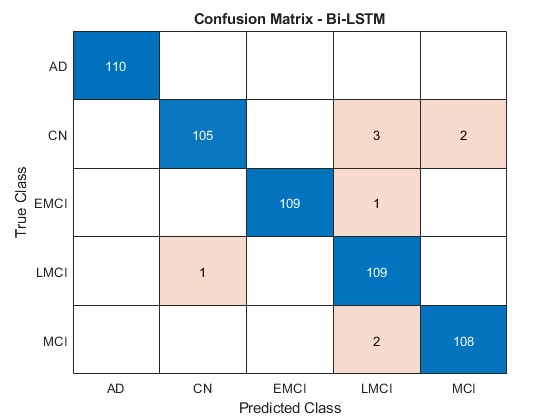 Confusion Matrix - Bi-LSTM
AD 110
CN 105 3 2
EMCI 109 1
LMCI 1 109
MCI 2 108
AD CN EMCI LMCI MCI
Predicted Class
True Class